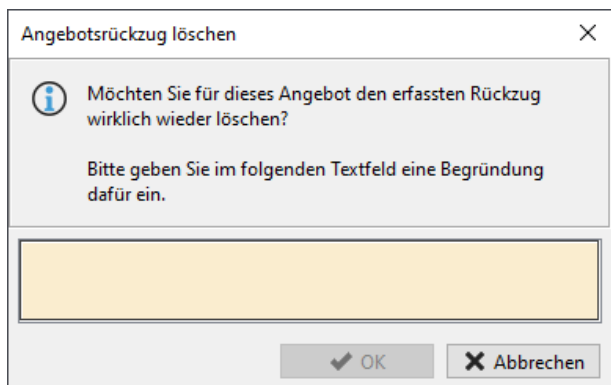 Angebotsrückzug löschen
Möchten Sie für dieses Angebot den erfassten Rückzug
wirklich wieder löschen?
Bitte geben Sie im folgenden Textfeld eine Begründung
dafür ein.
OK
Abbrechen